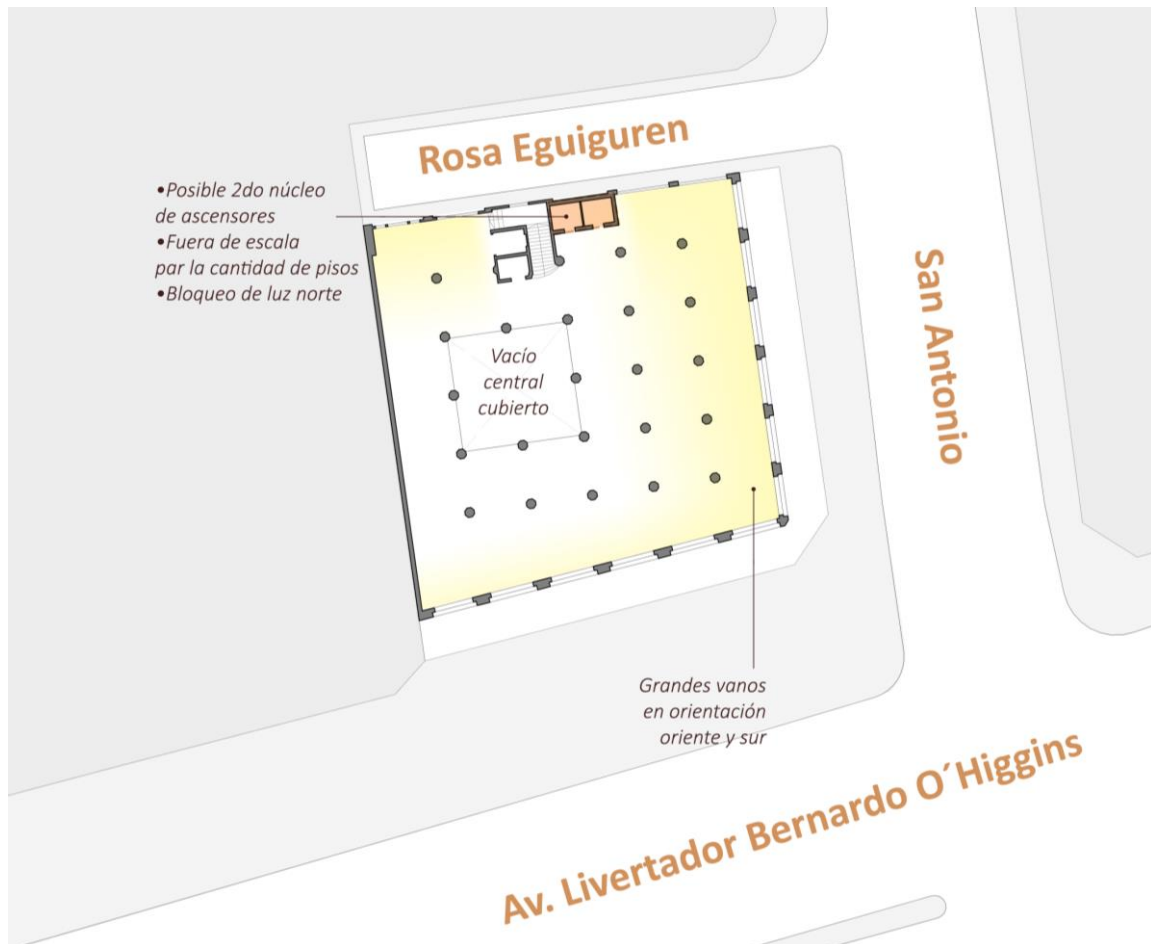 Rosa Eguiguren
•Posible 2do núcleo
de ascensores
•Fuera de escala
par la cantidad de pisos
•Bloqueo de luz norte
San Antonio
Vacío
central
cubierto
Grandes vanos
en orientación
oriente y sur
Av. Livertador Bernardo O´Higgins